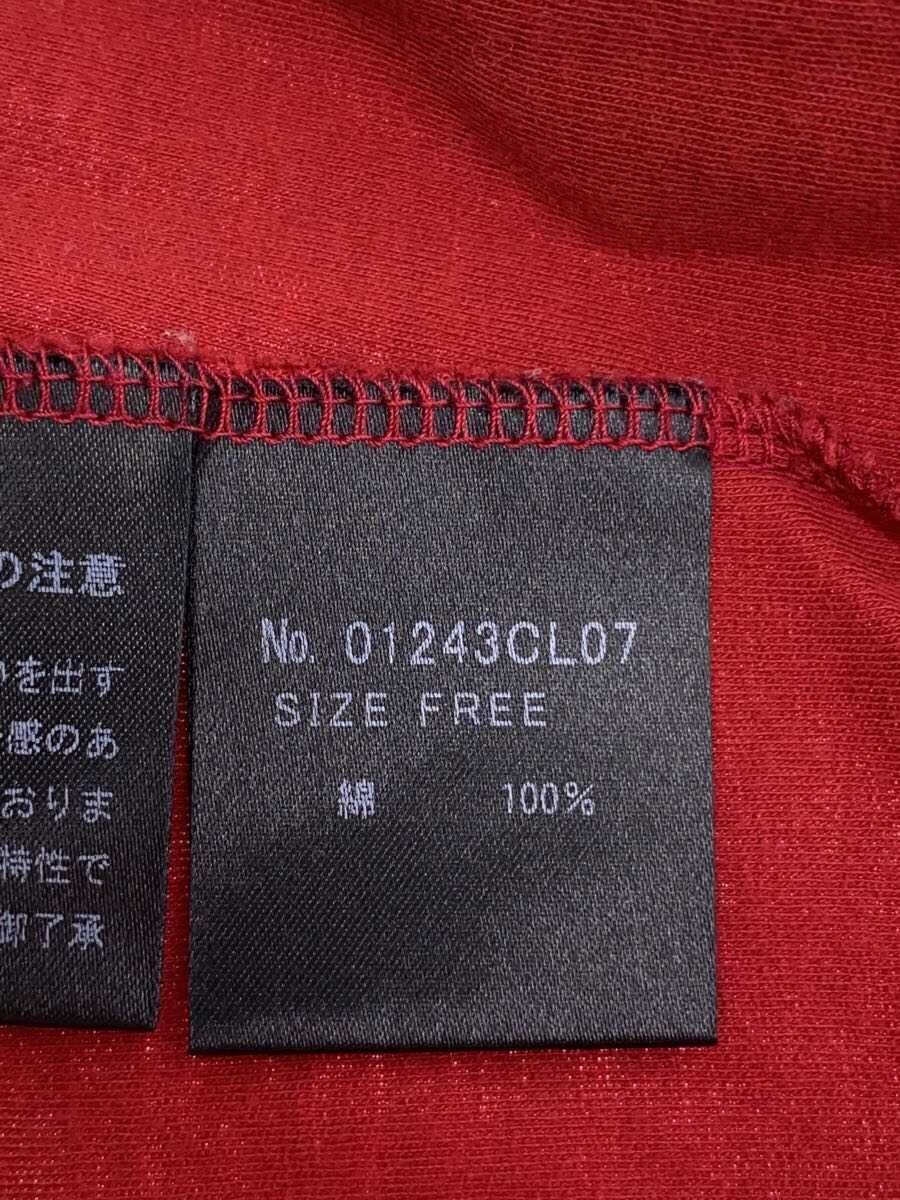 の注意
いを出す
感のあ
おりま
特性で
御了承
No. 01243CL07
SIZE FREE
綿 100%